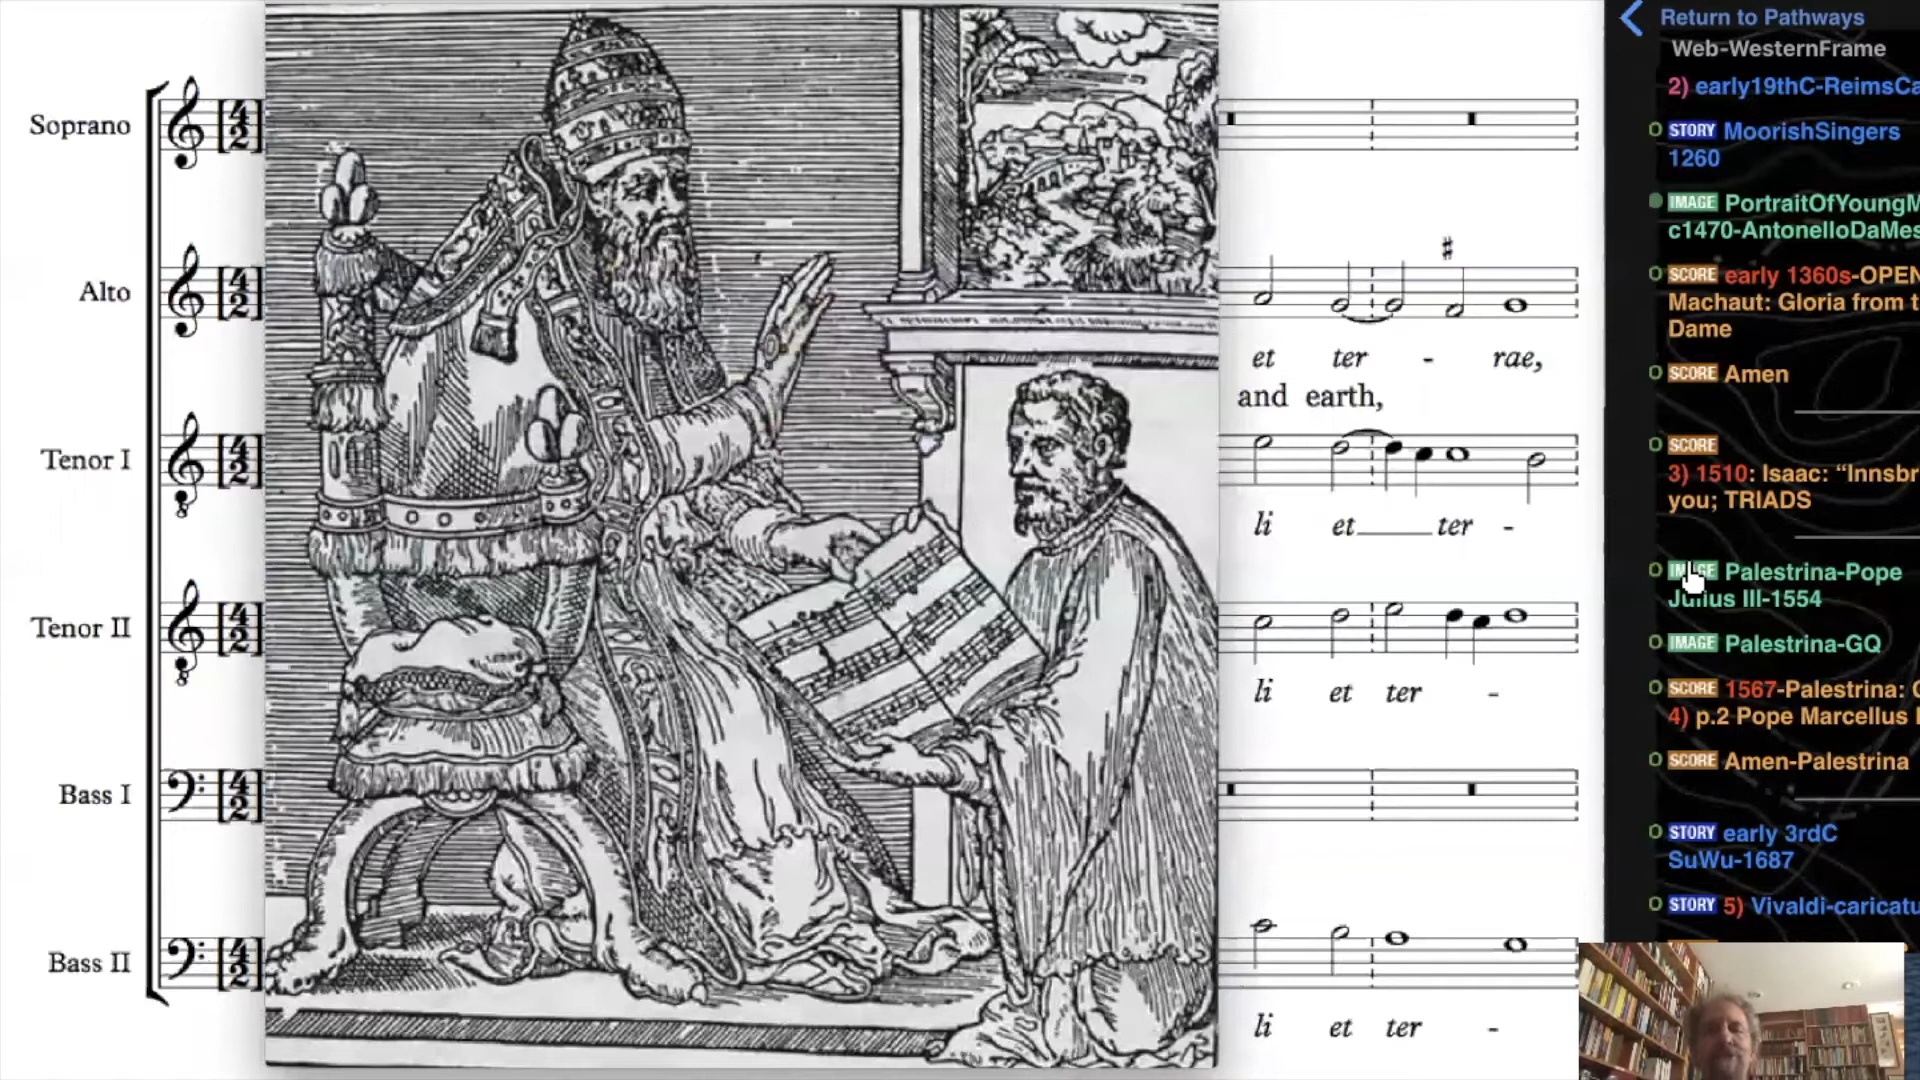 Soprano
Alto
et ter - rae,
and earth,
Tenor I
li et ter -
Tenor II
li et ter -
Bass I
Bass II
li et ter -
Return to Pathways
Web-WesternFrame
2) early19thC-ReimsCa
STORY MoorishSingers
1260
IMAGE PortraitOfYoungM
c1470-AntonelloDaMes
SCORE early 1360s-OPEN
Machaut: Gloria from t
Dame
SCORE Amen
SCORE
3) 1510: Isaac: “Innsbr
you; TRIADS
IMAGE Palestrina-Pope
Julius III-1554
IMAGE Palestrina-GQ
SCORE 1567-Palestrina:
4) p.2 Pope Marcellus
SCORE Amen-Palestrina
STORY early 3rdC
SuWu-1687
STORY 5) Vivaldi-caricatu